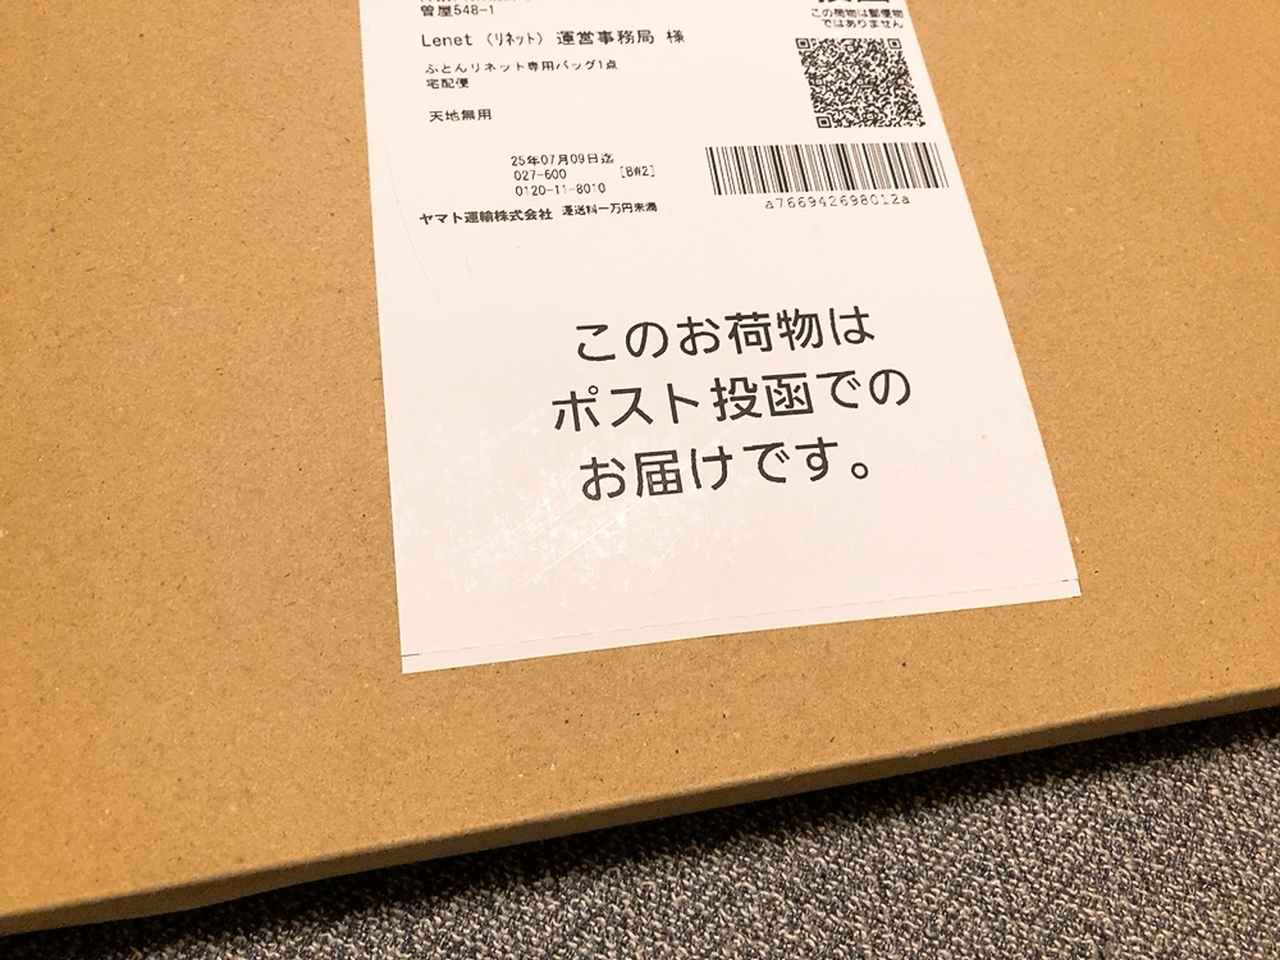 曽屋548-1
Lenet (リネット) 運営事務局 様
ふとんリネット専用バッグ1点
宅配便
天地無用
この荷物は郵便物
ではありません
25年07月09日迄
027-600 [BW2]
0120-11-8010
ヤマト運輸株式会社 運送料一万円未満
a766942698012a
このお荷物は
ポスト投函での
お届けです。